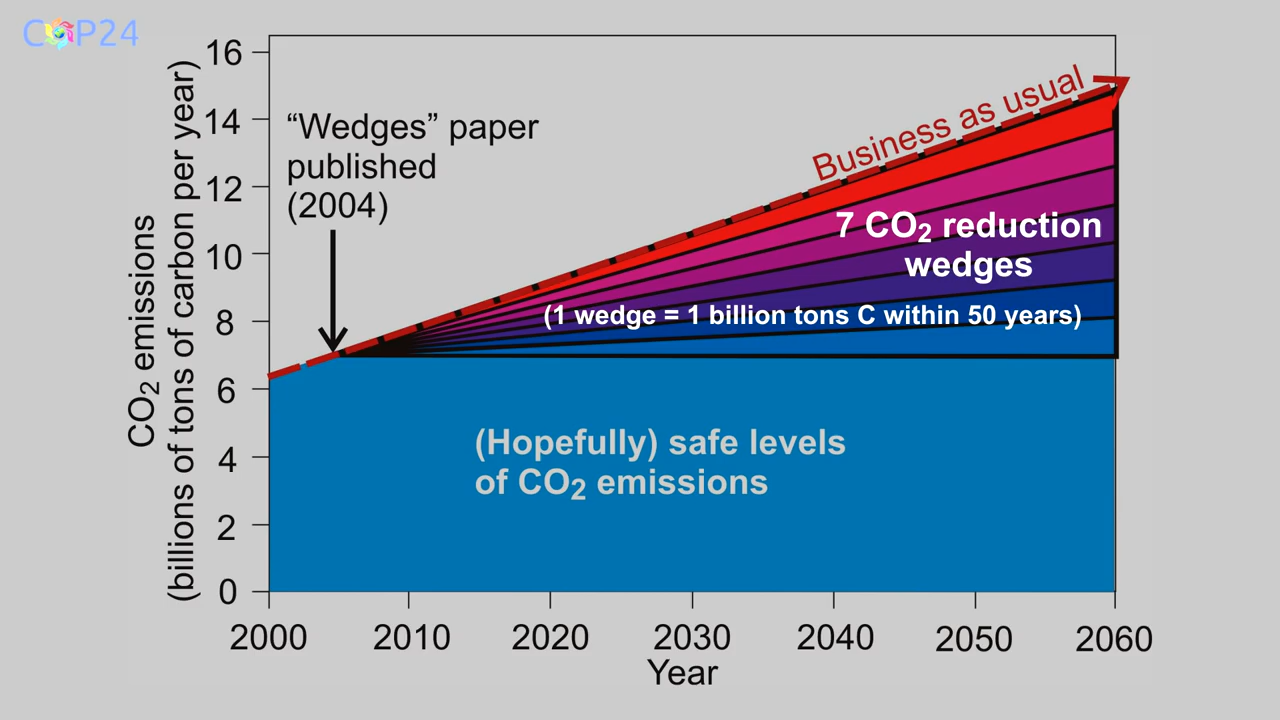 COP24
CO2 emissions
(billions of tons of carbon per year)
16
14
12
10
8
6
4
2
0
“Wedges” paper
published
(2004)
Business as usual
7 CO2 reduction
wedges
(1 wedge = 1 billion tons C within 50 years)
(Hopefully) safe levels
of CO2 emissions
2000 2010 2020 2030 2040 2050 2060
Year